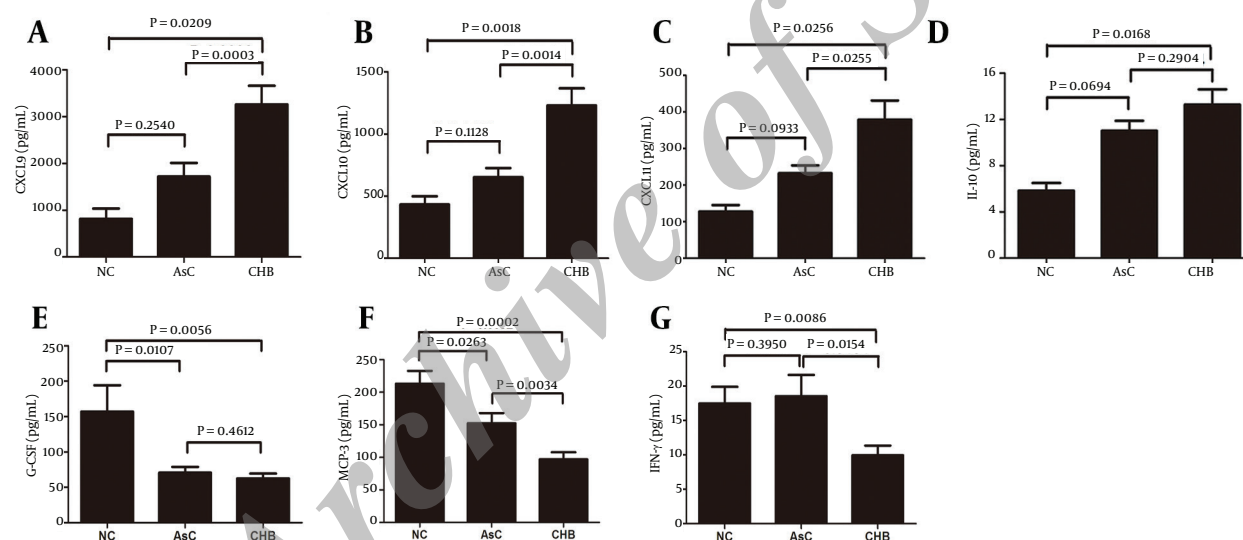 A
P = 0.0209
P = 0.0003
P = 0.2540
CXCL9 (pg/mL)
4000
3000
2000
1000
0
NC AsC CHB
B
P = 0.0018
P = 0.0014
P = 0.1128
CXCL10 (pg/mL)
1500
1000
500
0
NC AsC CHB
C
P = 0.0256
P = 0.0255
P = 0.0933
CXCL11 (pg/mL)
500
400
300
200
100
0
NC AsC CHB
D
P = 0.0168
P = 0.2904
P = 0.0694
IL-10 (pg/mL)
16
12
8
4
0
NC AsC CHB
E
P = 0.0056
P = 0.0107
P = 0.4612
G-CSF (pg/mL)
250
200
150
100
50
0
NC AsC CHB
F
P = 0.0002
P = 0.0263
P = 0.0034
MCP-3 (pg/mL)
250
200
150
100
50
0
NC AsC CHB
G
P = 0.0086
P = 0.3950 P = 0.0154
IFN-γ (pg/mL)
25
20
15
10
5
0
NC AsC CHB
Archive of S